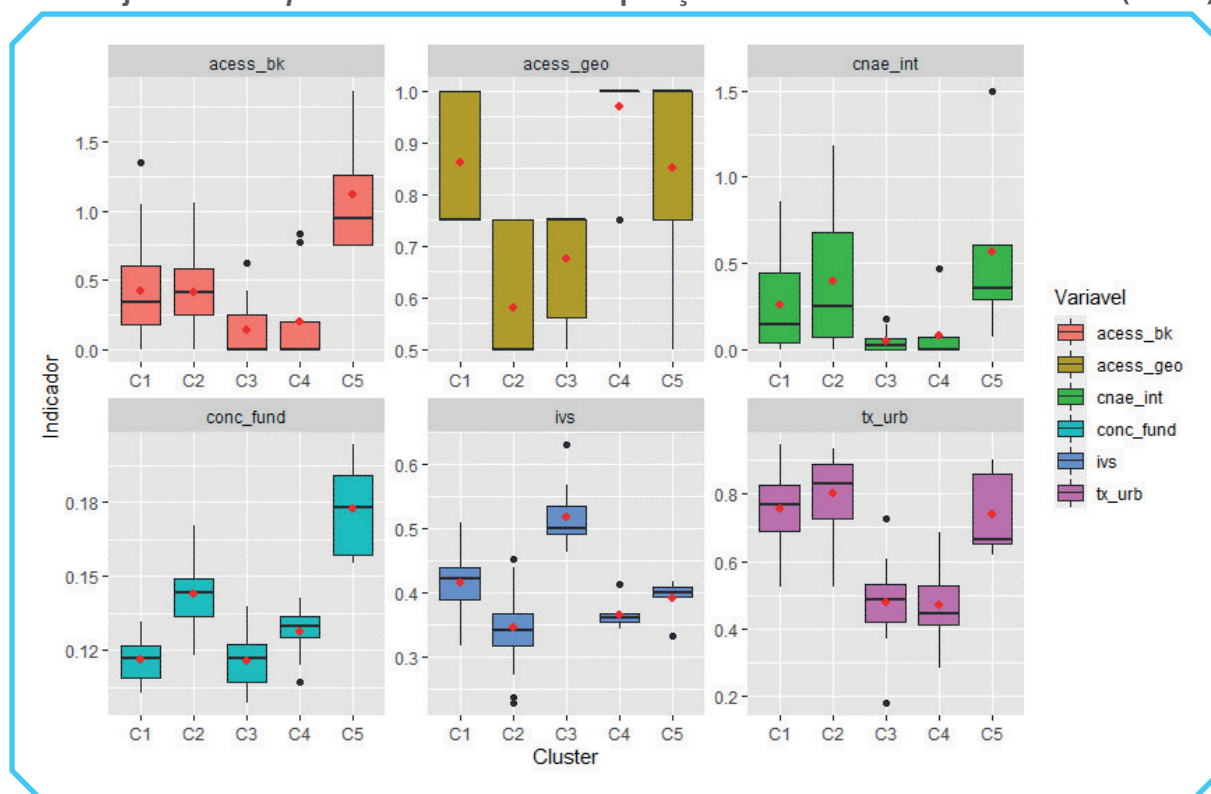 acess_bk acess_geo cnae_int
1.5
1.0
0.5
0.0
1.0
0.9
0.8
0.7
0.6
0.5
1.5
1.0
0.5
0.0
C1 C2 C3 C4 C5 C1 C2 C3 C4 C5 C1 C2 C3 C4 C5
conc_fund ivs tx_urb
0.18
0.15
0.12
0.6
0.5
0.4
0.3
0.8
0.6
0.4
0.2
C1 C2 C3 C4 C5 C1 C2 C3 C4 C5 C1 C2 C3 C4 C5
Indicador
Cluster
Variavel
acess_bk
acess_geo
cnae_int
conc_fund
ivs
tx_urb